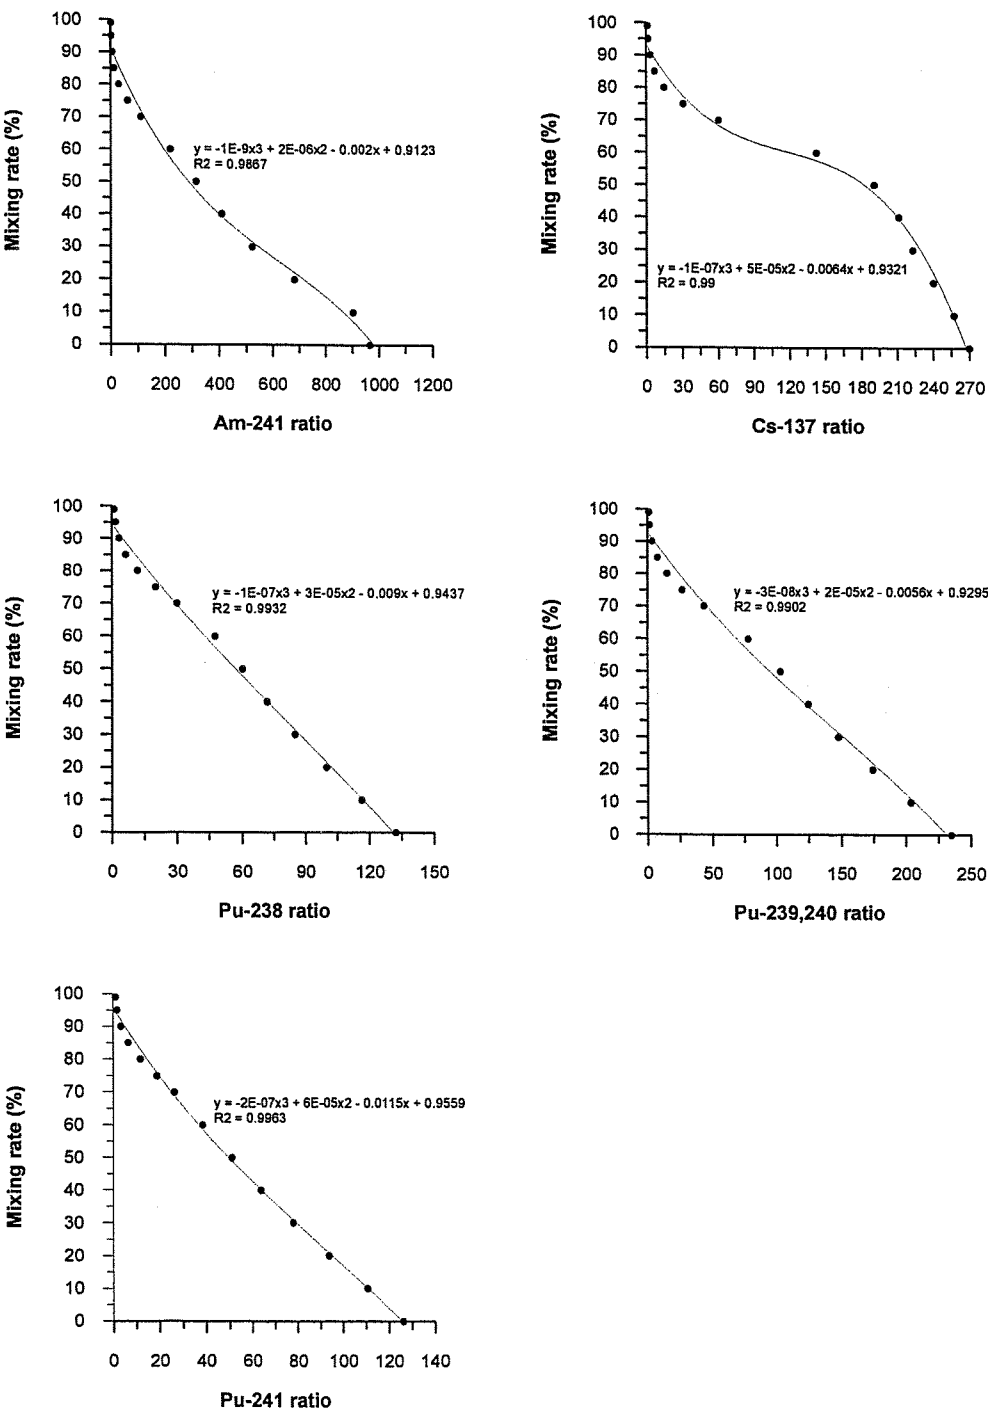 100
90
80
70
60
50
40
30
20
10
0
Mixing rate (%)
y = -1E-9x3 + 2E-06x2 - 0.002x + 0.9123
R2 = 0.9867
0 200 400 600 800 1000 1200
Am-241 ratio
100
90
80
70
60
50
40
30
20
10
0
Mixing rate (%)
y = -1E-07x3 + 5E-05x2 - 0.0064x + 0.9321
R2 = 0.99
0 30 60 90 120 150 180 210 240 270
Cs-137 ratio
100
90
80
70
60
50
40
30
20
10
0
Mixing rate (%)
y = -1E-07x3 + 3E-05x2 - 0.009x + 0.9437
R2 = 0.9932
0 30 60 90 120 150
Pu-238 ratio
100
90
80
70
60
50
40
30
20
10
0
Mixing rate (%)
y = -3E-08x3 + 2E-05x2 - 0.0056x + 0.9295
R2 = 0.9902
0 50 100 150 200 250
Pu-239,240 ratio
100
90
80
70
60
50
40
30
20
10
0
Mixing rate (%)
y = -2E-07x3 + 6E-05x2 - 0.0115x + 0.9559
R2 = 0.9963
0 20 40 60 80 100 120 140
Pu-241 ratio